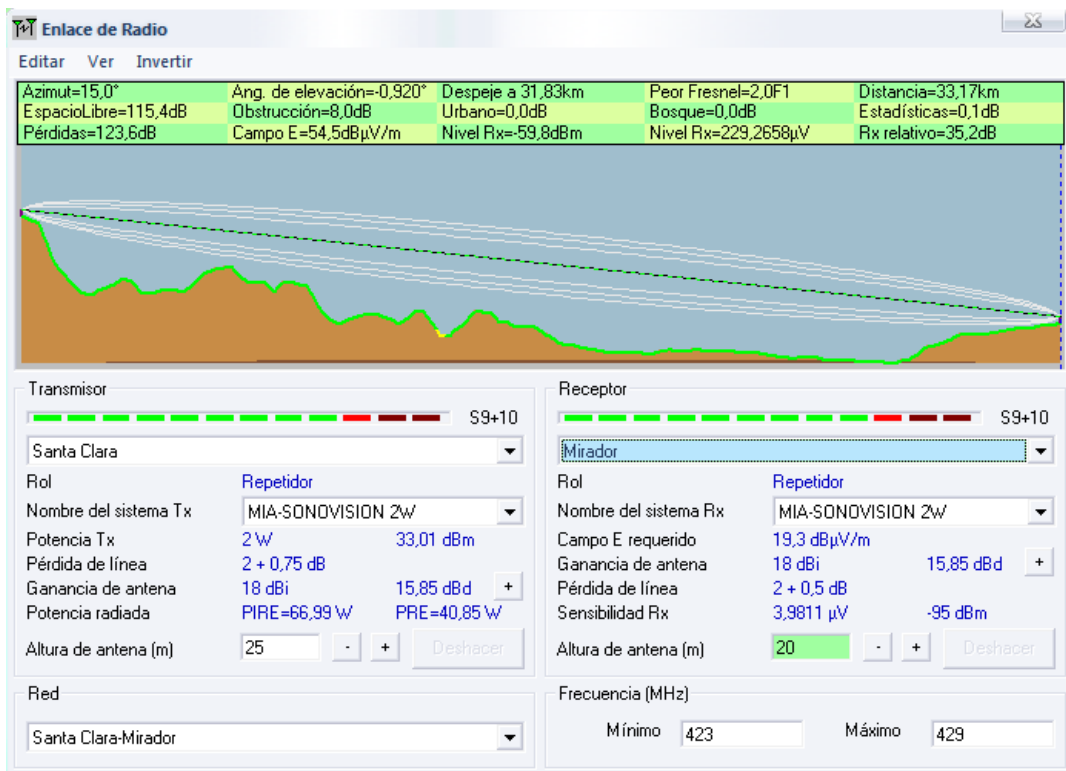 Enlace de Radio
Editar Ver Invertir
Azimut=15,0° Ang. de elevación=-0,920° Despeje a 31,83km Peor Fresnel=2,0F1 Distancia=33,17km
EspacioLibre=115,4dB Obstrucción=8,0dB Urbano=0,0dB Bosque=0,0dB Estadísticas=0,1dB
Pérdidas=123,6dB Campo E=54,5dBµV/m Nivel Rx=-59,8dBm Nivel Rx=229,2658µV Rx relativo=35,2dB
Transmisor
S9+10
Santa Clara
Rol Repetidor
Nombre del sistema Tx MIA-SONOVISION 2W
Potencia Tx 2 W 33,01 dBm
Pérdida de línea 2 + 0,75 dB
Ganancia de antena 18 dBi 15,85 dBd +
Potencia radiada PIRE=66,99 W PRE=40,85 W
Altura de antena (m) 25 - + Deshacer
Red
Santa Clara-Mirador
Receptor
S9+10
Mirador
Rol Repetidor
Nombre del sistema Rx MIA-SONOVISION 2W
Campo E requerido 19,3 dBµV/m
Ganancia de antena 18 dBi 15,85 dBd +
Pérdida de línea 2 + 0,5 dB
Sensibilidad Rx 3,9811 µV -95 dBm
Altura de antena (m) 20 - + Deshacer
Frecuencia (MHz)
Mínimo 423 Máximo 429